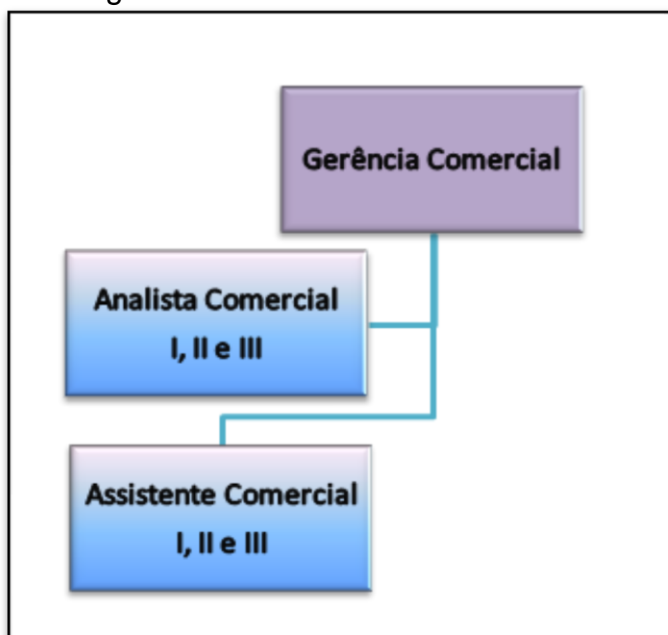 Gerência Comercial
Analista Comercial
I, II e III
Assistente Comercial
I, II e III